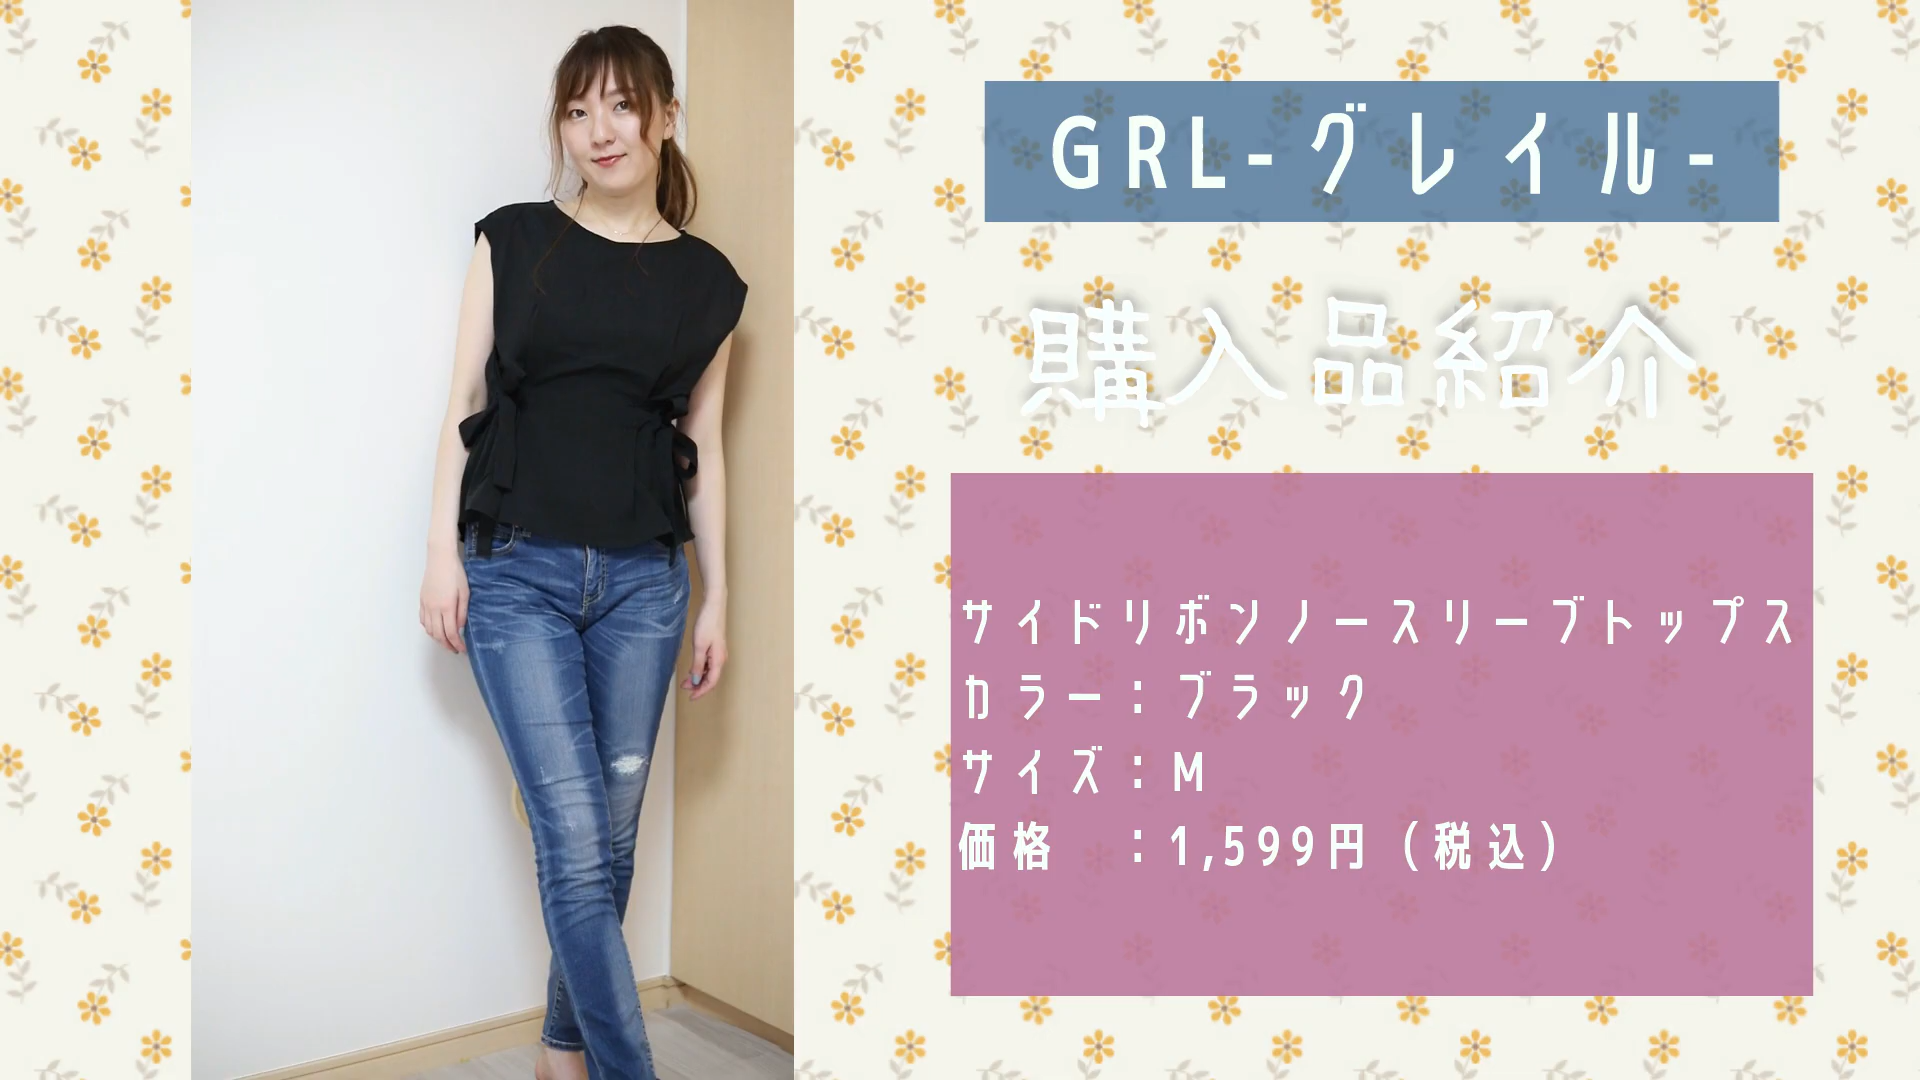 GRL-グレイル-
購入品紹介
サイドリボンノースリーブトップス
カラー：ブラック
サイズ：M
価格　：1,599円（税込）